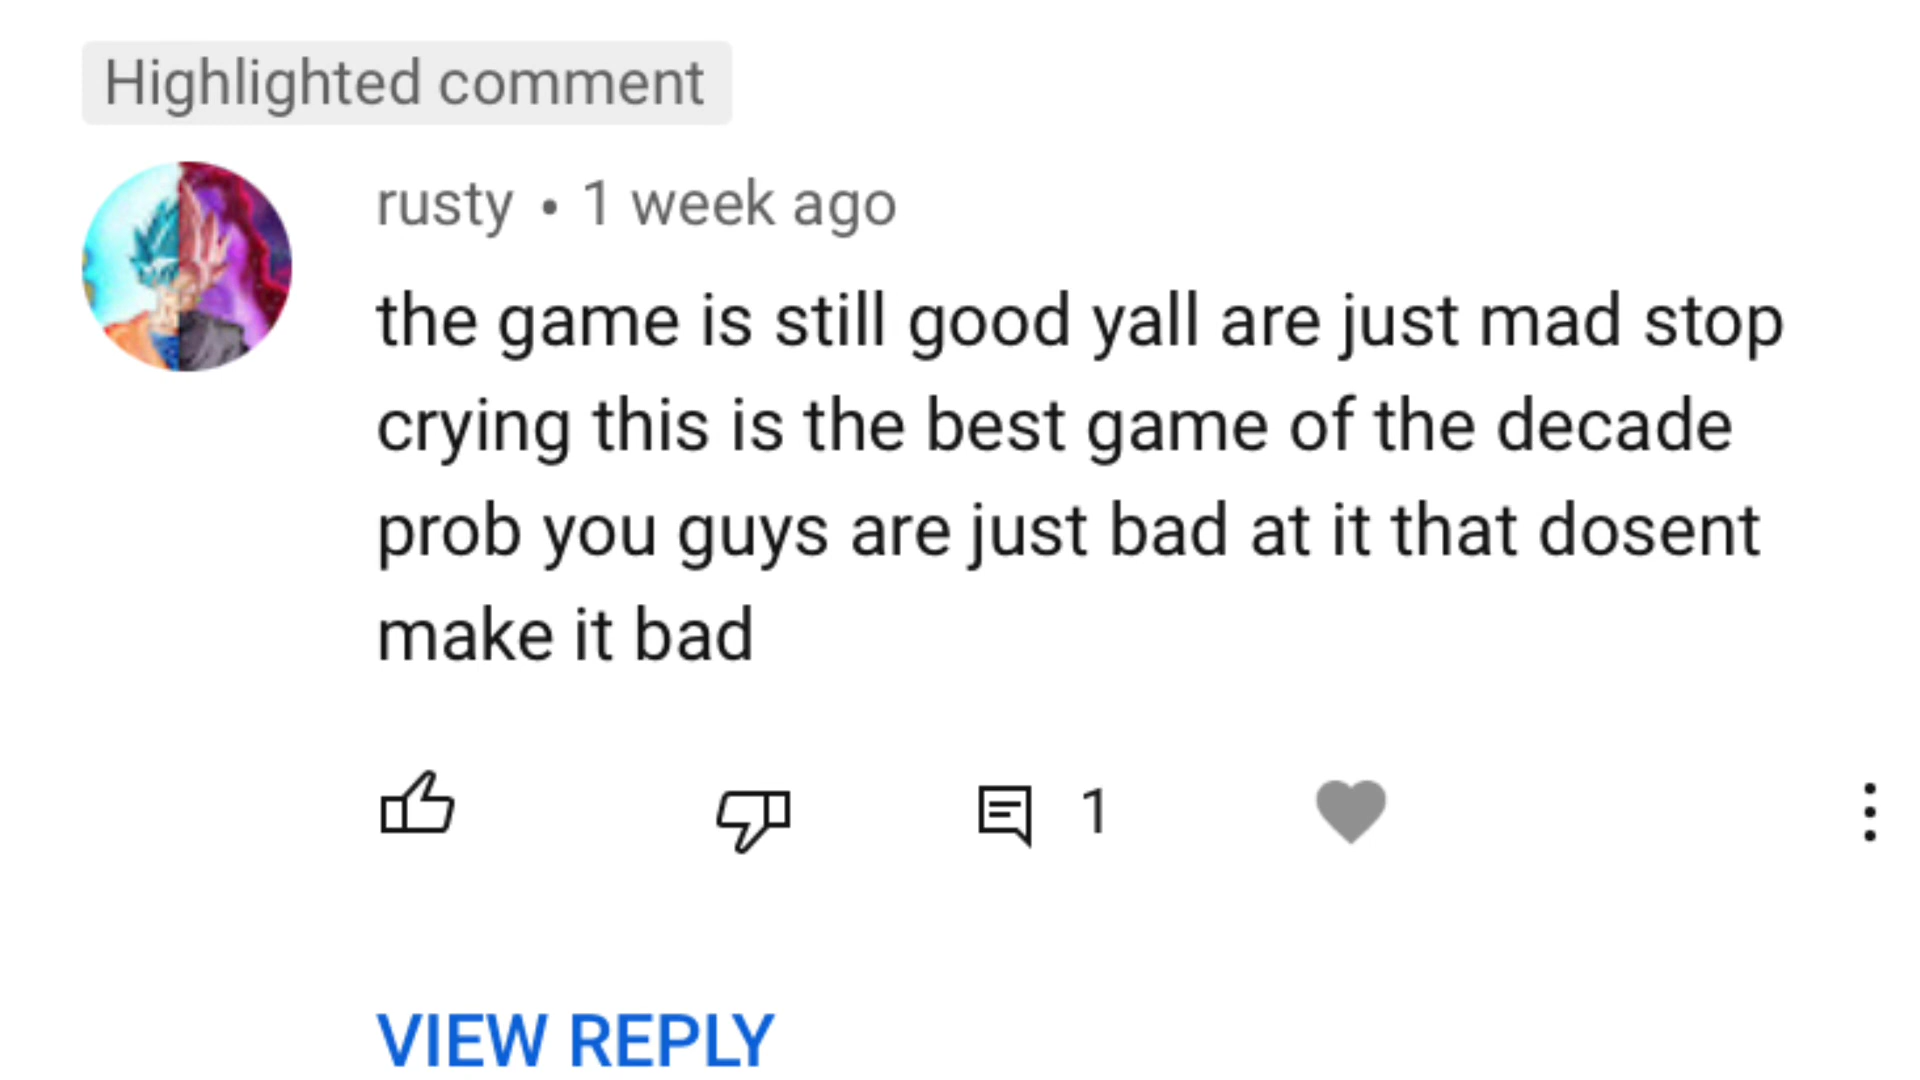 Highlighted comment
rusty • 1 week ago
the game is still good yall are just mad stop
crying this is the best game of the decade
prob you guys are just bad at it that dosent
make it bad
1
VIEW REPLY